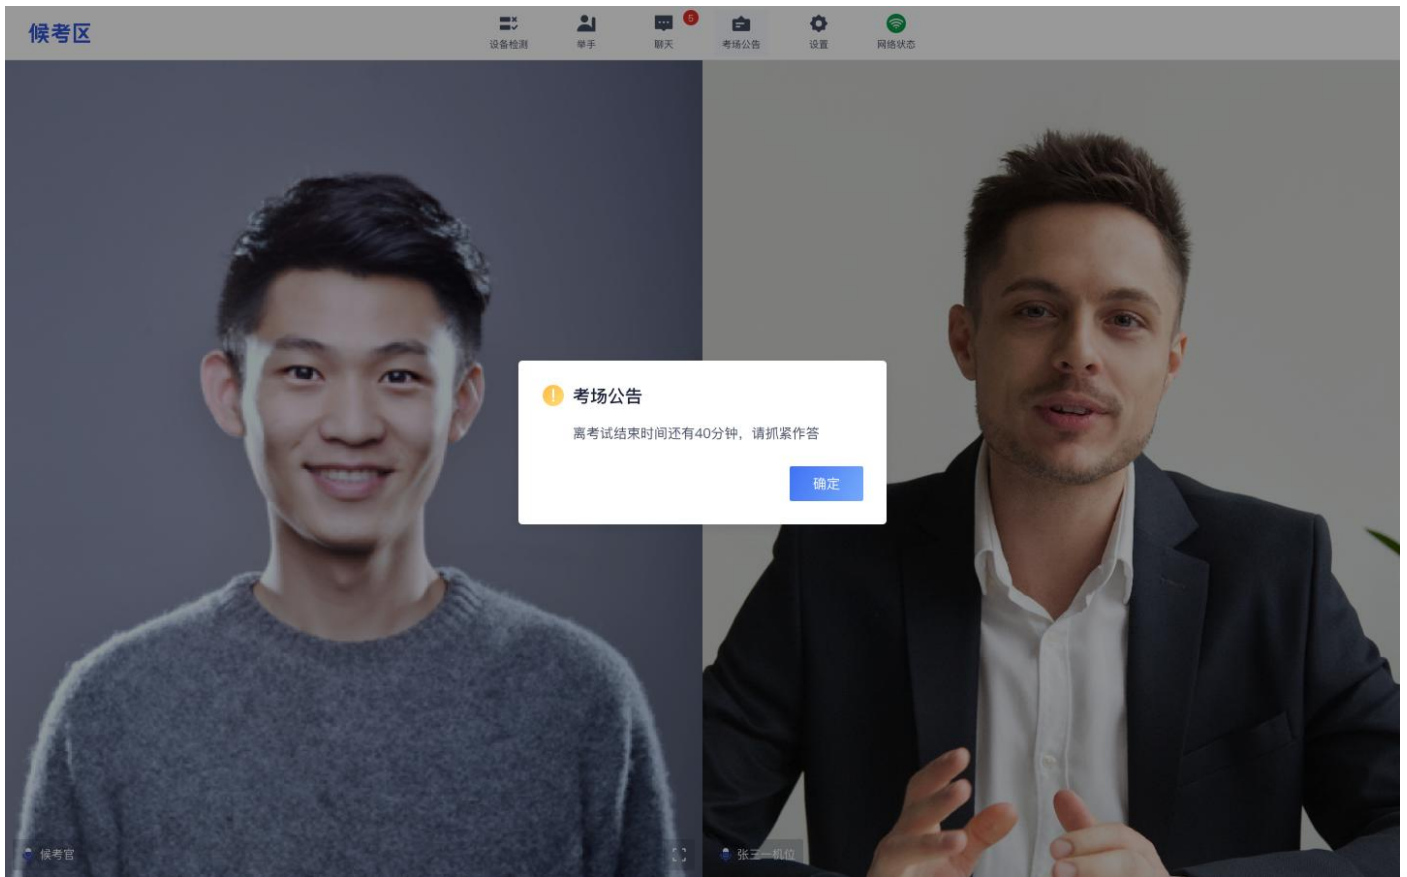 候考区
设备检测
举手
聊天
5
考场公告
设置
网络状态
考场公告
离考试结束时间还有40分钟，请抓紧作答
确定
候考官
张三一机位